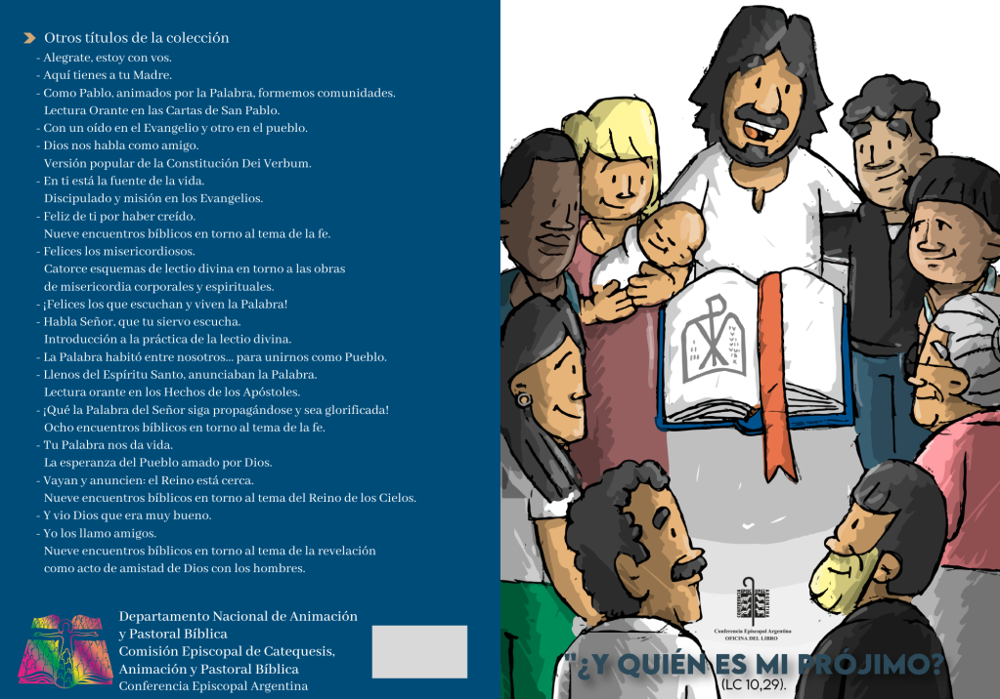 Otros títulos de la colección
- Alegrate, estoy con vos.
- Aquí tienes a tu Madre.
- Como Pablo, animados por la Palabra, formemos comunidades.
Lectura Orante en las Cartas de San Pablo.
- Con un oído en el Evangelio y otro en el pueblo.
- Dios nos habla como amigo.
Versión popular de la Constitución Dei Verbum.
- En ti está la fuente de la vida.
Discipulado y misión en los Evangelios.
- Feliz de ti por haber creído.
Nueve encuentros bíblicos en torno al tema de la fe.
- Felices los misericordiosos.
Catorce esquemas de lectio divina en torno a las obras
de misericordia corporales y espirituales.
- ¡Felices los que escuchan y viven la Palabra!
- Habla Señor, que tu siervo escucha.
Introducción a la práctica de la lectio divina.
- La Palabra habitó entre nosotros... para unirnos como Pueblo.
- Llenos del Espíritu Santo, anunciaban la Palabra.
Lectura orante en los Hechos de los Apóstoles.
- ¡Qué la Palabra del Señor siga propagándose y sea glorificada!
Ocho encuentros bíblicos en torno al tema de la fe.
- Tu Palabra nos da vida.
La esperanza del Pueblo amado por Dios.
- Vayan y anuncien: el Reino está cerca.
Nueve encuentros bíblicos en torno al tema del Reino de los Cielos.
- Y vio Dios que era muy bueno.
- Yo los llamo amigos.
Nueve encuentros bíblicos en torno al tema de la revelación
como acto de amistad de Dios con los hombres.
Departamento Nacional de Animación
y Pastoral Bíblica
Comisión Episcopal de Catequesis,
Animación y Pastoral Bíblica
Conferencia Episcopal Argentina
Conferencia Episcopal Argentina
OFICINA DEL LIBRO
"¿Y QUIÉN ES MI PRÓJIMO?
(LC 10,29).